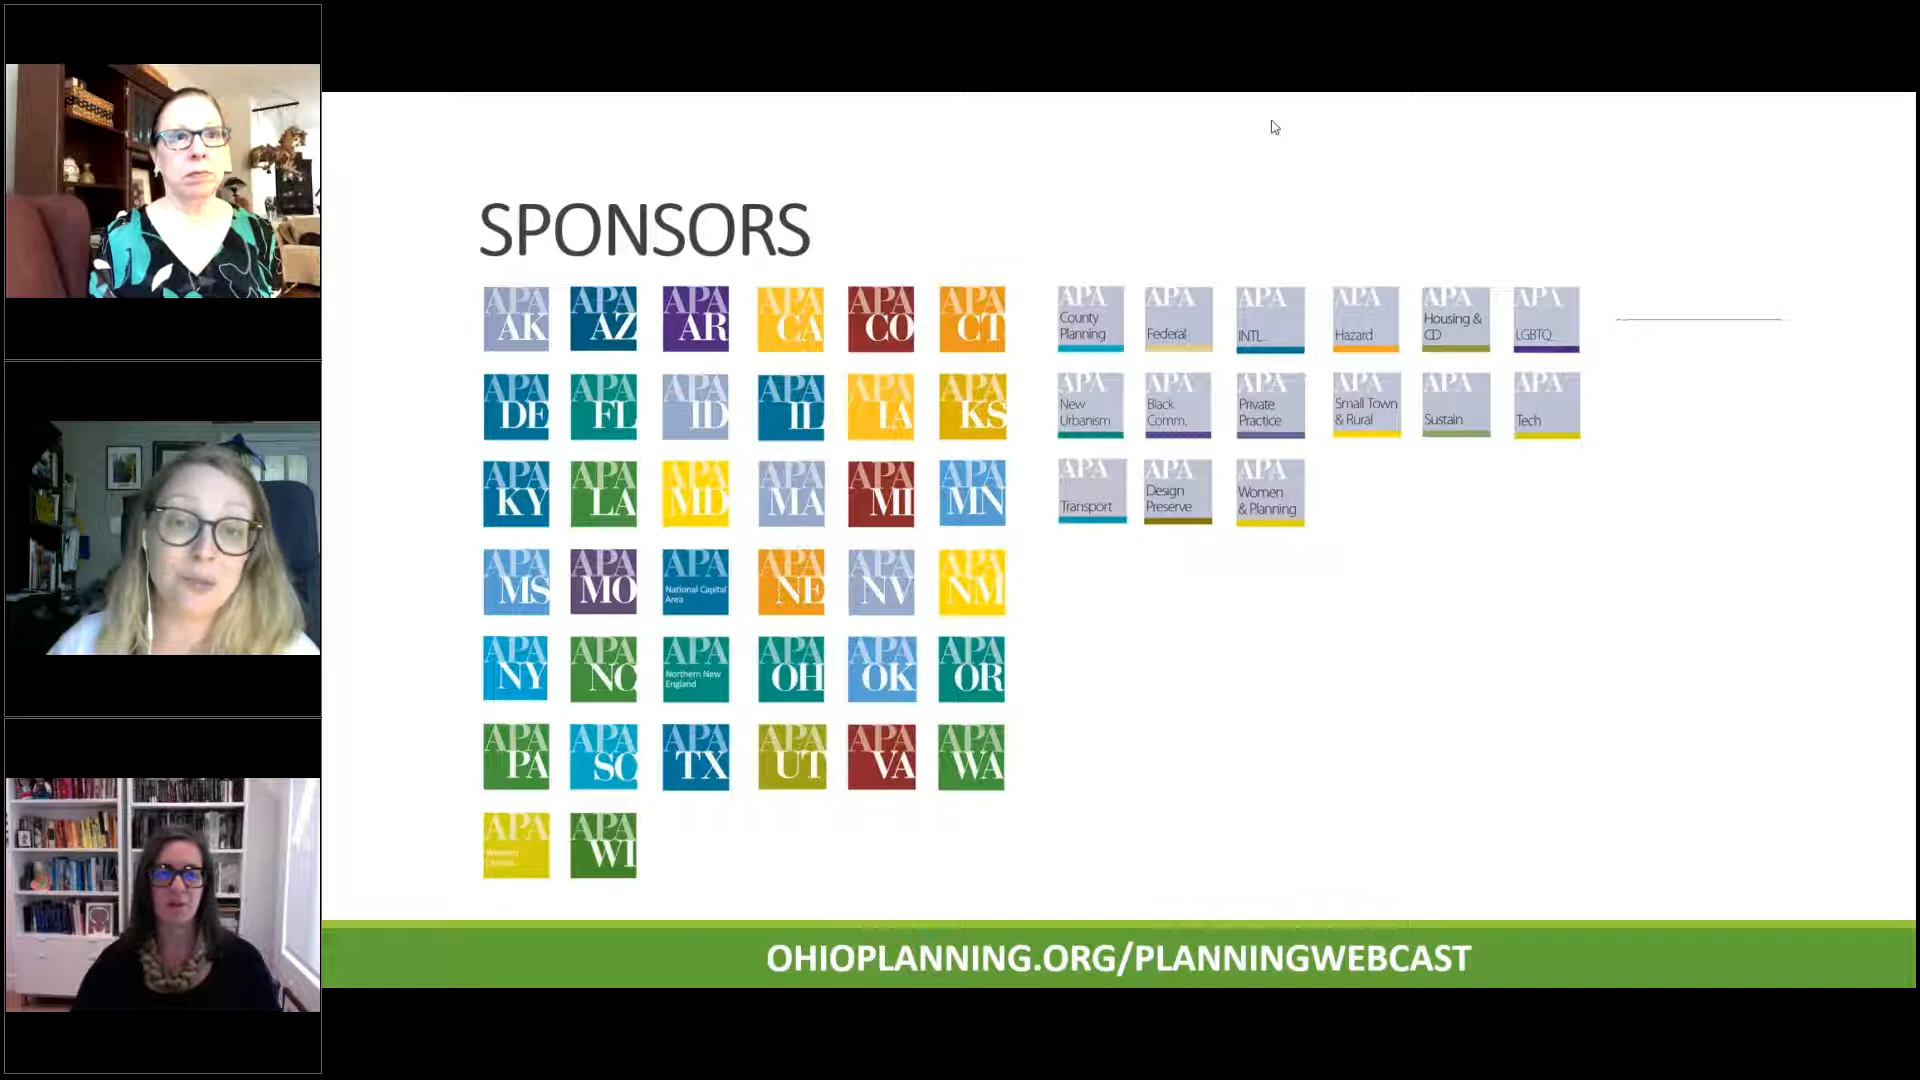 SPONSORS
APA AK
APA AZ
APA AR
APA CA
APA CO
APA CT
APA DE
APA FL
APA ID
APA IL
APA IA
APA KS
APA KY
APA LA
APA MD
APA MA
APA MI
APA MN
APA MS
APA MO
APA National Capital
Area
APA NE
APA NV
APA NM
APA NY
APA NC
APA Northern New
England
APA OH
APA OK
APA OR
APA PA
APA SC
APA TX
APA UT
APA VA
APA WA
APA
APA WI
APA
County
Planning
APA
Federal
APA
INTL
APA
Hazard
APA
Housing &
CD
APA
LGBTQ
APA
New
Urbanism
APA
Black
Comm.
APA
Private
Practice
APA
Small Town
& Rural
APA
Sustain
APA
Tech
APA
Transport
APA
Design
Preserve
APA
Women
& Planning
OHIOPLANNING.ORG/PLANNINGWEBCAST